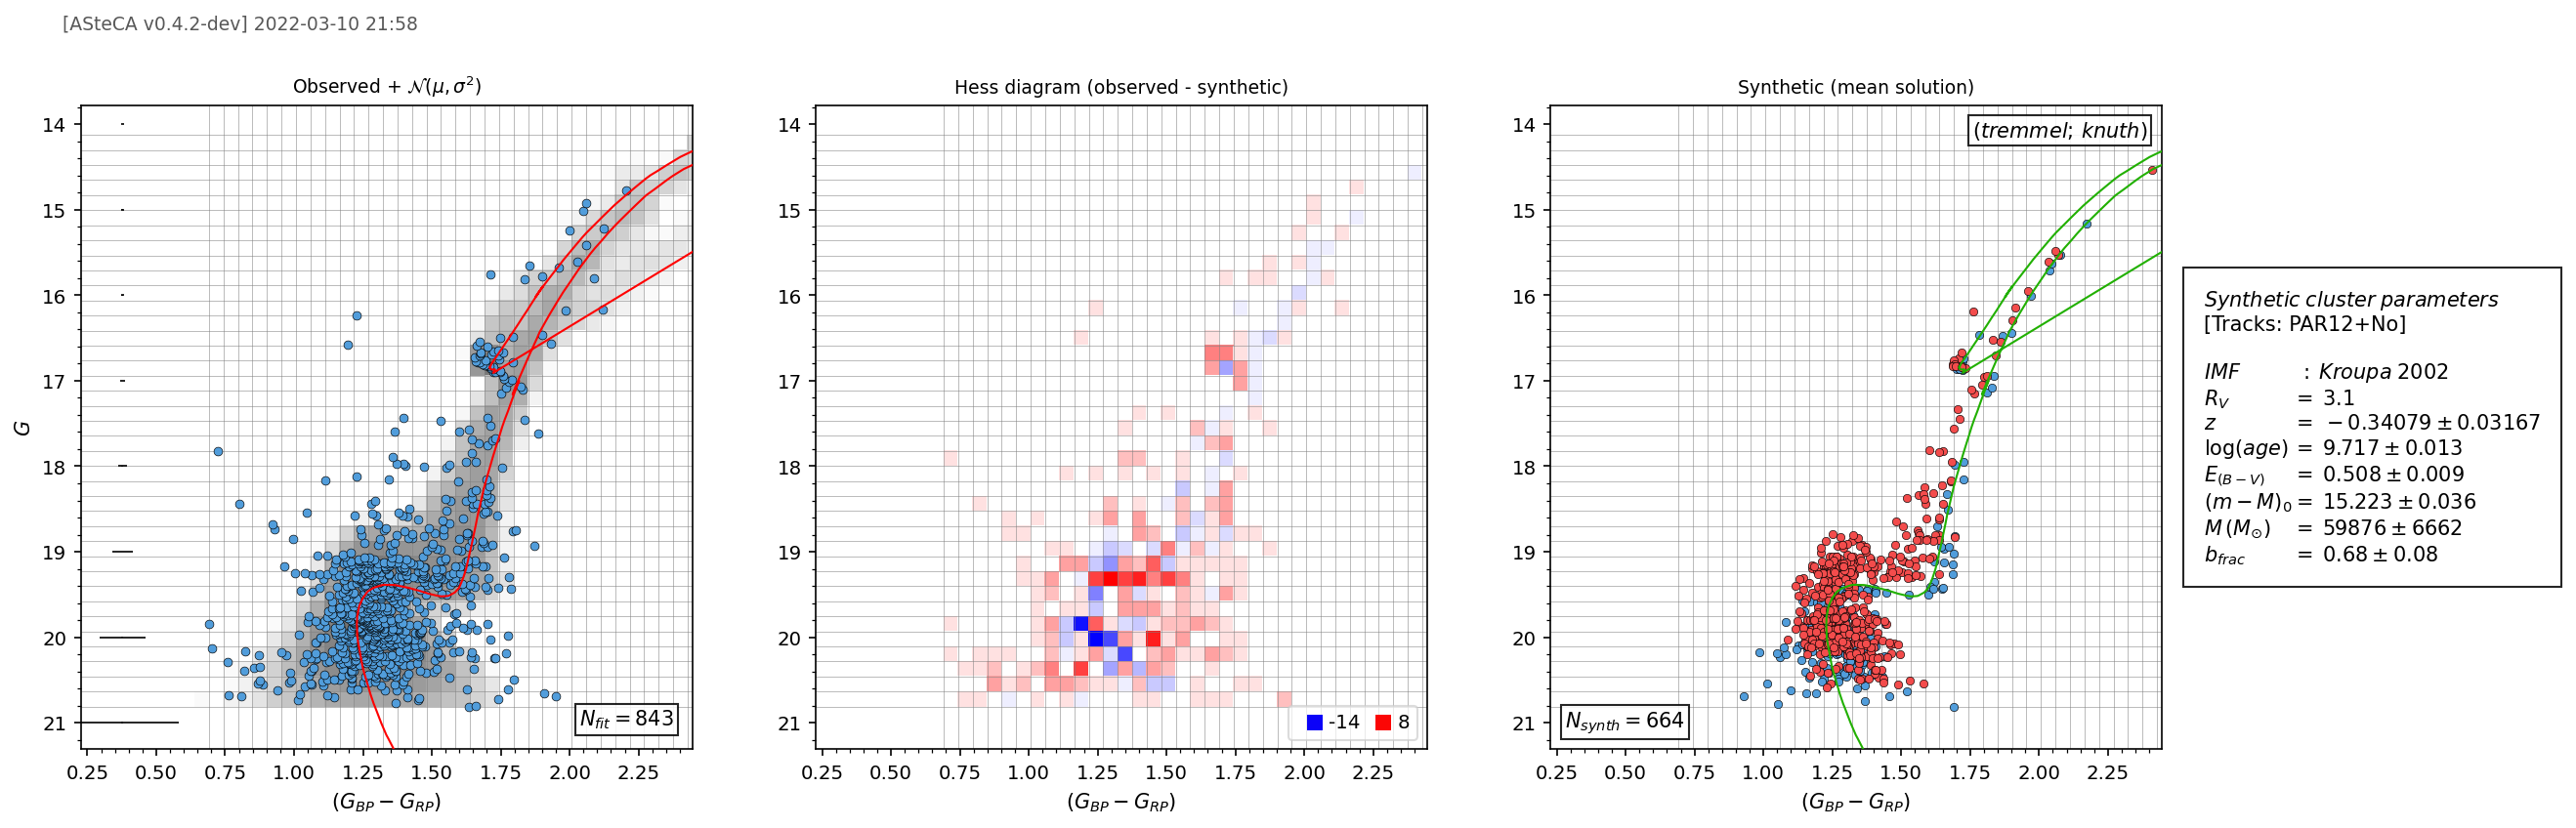 [ASteCA v0.4.2-dev] 2022-03-10 21:58
Observed + 𝒩(μ, σ²)
14
15
16
17
18
19
20
21
G
N_fit = 843
0.25 0.50 0.75 1.00 1.25 1.50 1.75 2.00 2.25
(G_BP − G_RP)
Hess diagram (observed - synthetic)
14
15
16
17
18
19
20
21
-14 8
0.25 0.50 0.75 1.00 1.25 1.50 1.75 2.00 2.25
(G_BP − G_RP)
Synthetic (mean solution)
(tremmel; knuth)
14
15
16
17
18
19
20
21
N_synth = 664
0.25 0.50 0.75 1.00 1.25 1.50 1.75 2.00 2.25
(G_BP − G_RP)
Synthetic cluster parameters
[Tracks: PAR12+No]
IMF : Kroupa 2002
R_V = 3.1
z = −0.34079 ± 0.03167
log(age) = 9.717 ± 0.013
E_(B−V) = 0.508 ± 0.009
(m − M)₀ = 15.223 ± 0.036
M (M_⊙) = 59876 ± 6662
b_frac = 0.68 ± 0.08